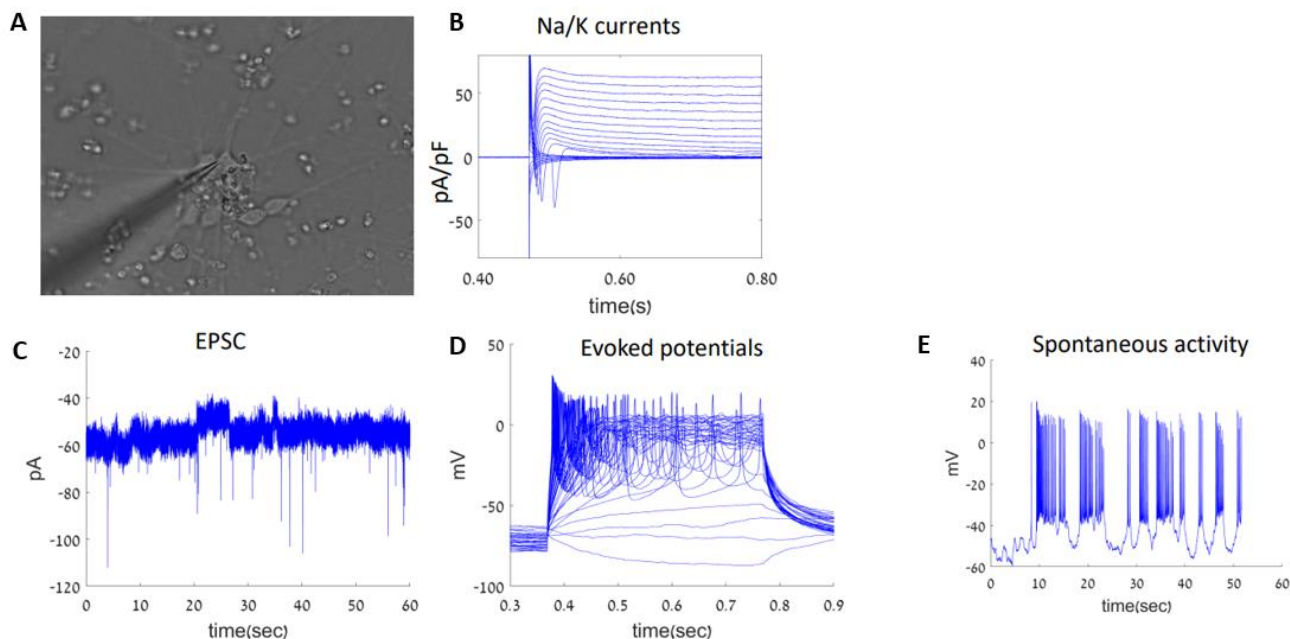 A
B
Na/K currents
50
0
-50
pA/pF
0.40
0.60
0.80
time(s)
C
EPSC
-20
-40
-60
-80
-100
-120
pA
0
10
20
30
40
50
60
time(sec)
D
Evoked potentials
50
0
-50
-100
mV
0.3
0.4
0.5
0.6
0.7
0.8
0.9
time(sec)
E
Spontaneous activity
40
20
0
-20
-40
-60
mV
0
10
20
30
40
50
60
time(sec)